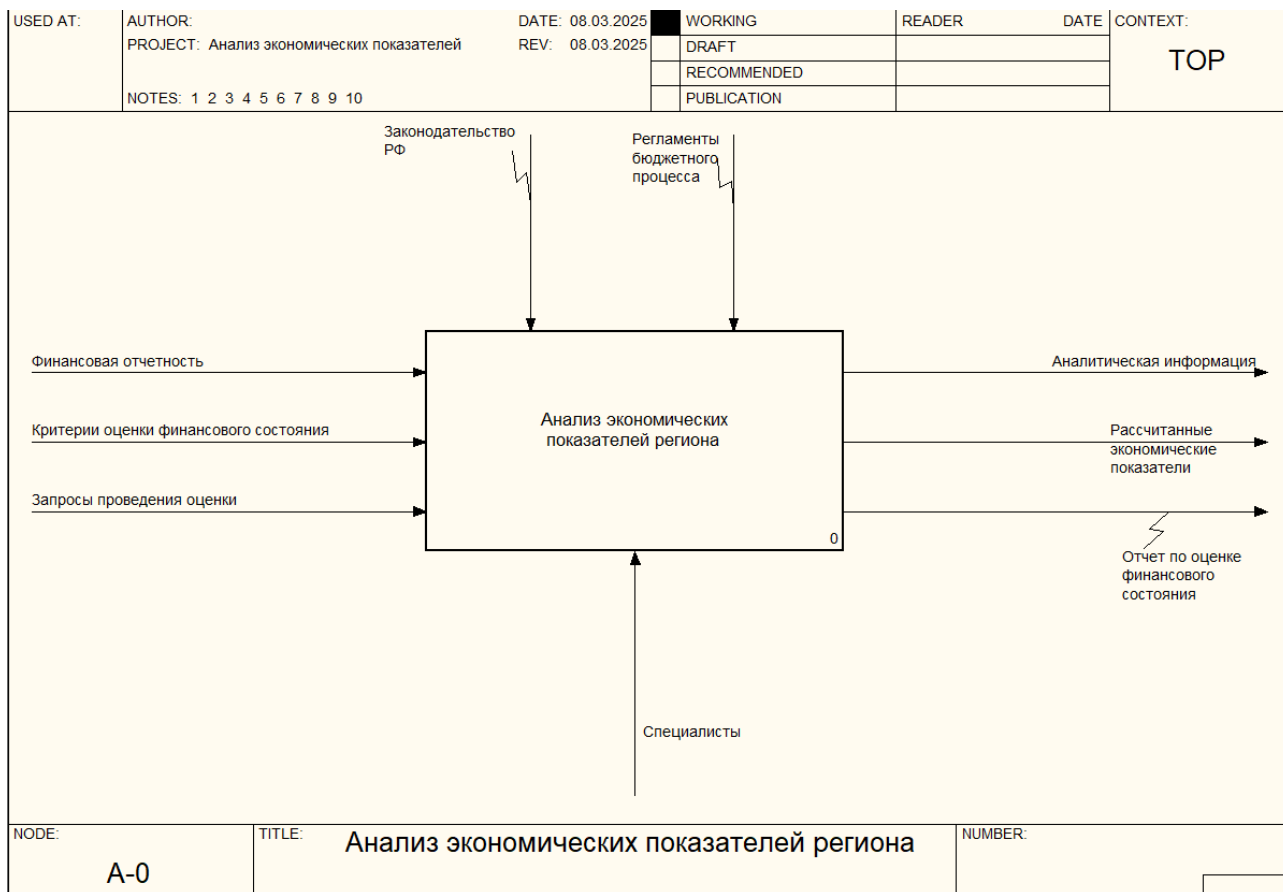 USED AT:
AUTHOR:
DATE: 08.03.2025
WORKING
READER
DATE
CONTEXT:
PROJECT: Анализ экономических показателей
REV: 08.03.2025
DRAFT
TOP
RECOMMENDED
NOTES: 1 2 3 4 5 6 7 8 9 10
PUBLICATION
Законодательство
РФ
Регламенты
бюджетного
процесса
Финансовая отчетность
Критерии оценки финансового состояния
Запросы проведения оценки
Анализ экономических
показателей региона
0
Аналитическая информация
Рассчитанные
экономические
показатели
Отчет по оценке
финансового
состояния
Специалисты
NODE:
A-0
TITLE:
Анализ экономических показателей региона
NUMBER: